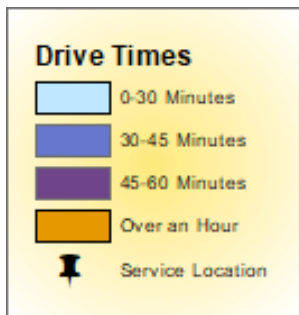 Drive Times
0-30 Minutes
30-45 Minutes
45-60 Minutes
Over an Hour
Service Location